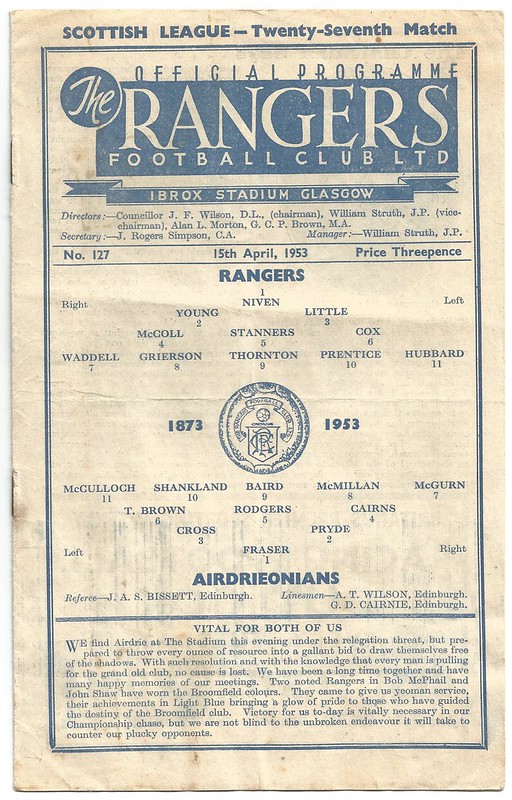 SCOTTISH LEAGUE — Twenty-Seventh Match
OFFICIAL PROGRAMME
The RANGERS
FOOTBALL CLUB LTD
IBROX STADIUM GLASGOW
Directors:—Councillor J. F. Wilson, D.L., (chairman), William Struth, J.P. (vice-
chairman), Alan L. Morton, G. C. P. Brown, M.A.
Secretary:—J. Rogers Simpson, C.A. Manager:—William Struth, J.P.
No. 127 15th April, 1953 Price Threepence
RANGERS
1
Right NIVEN Left
YOUNG LITTLE
2 3
McCOLL STANNERS COX
4 5 6
WADDELL GRIERSON THORNTON PRENTICE HUBBARD
7 8 9 10 11
1873 1953
McCULLOCH SHANKLAND BAIRD McMILLAN McGURN
11 10 9 8 7
T. BROWN RODGERS CAIRNS
6 5 4
CROSS PRYDE
3 2
Left FRASER Right
1
AIRDRIEONIANS
Referee—J. A. S. BISSETT, Edinburgh. Linesmen—A. T. WILSON, Edinburgh.
G. D. CAIRNIE, Edinburgh.
VITAL FOR BOTH OF US
WE find Airdrie at The Stadium this evening under the relegation threat, but pre-
pared to throw every ounce of resource into a gallant bid to draw themselves free
of the shadows. With such resolution and with the knowledge that every man is pulling
for the grand old club, no cause is lost. We have been a long time together and have
many happy memories of our meetings. Two noted Rangers in Bob McPhail and
John Shaw have worn the Broomfield colours. They came to give us yeoman service,
their achievements in Light Blue bringing a glow of pride to those who have guided
the destiny of the Broomfield club. Victory for us to-day is vitally necessary in our
Championship chase, but we are not blind to the unbroken endeavour it will take to
counter our plucky opponents.